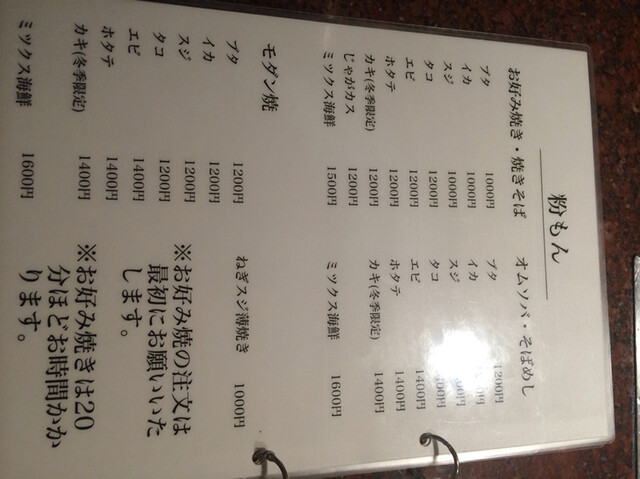 粉もん
お好み焼き・焼きそば
ブタ 1000円
イカ 1000円
スジ 1000円
タコ 1200円
エビ 1200円
ホタテ 1200円
カキ(冬季限定) 1200円
じゃがカス 1200円
ミックス海鮮 1500円
オムソバ・そばめし
ブタ 1200円
イカ
スジ
タコ
エビ 1400円
ホタテ 1400円
カキ(冬季限定) 1400円
ミックス海鮮 1600円
モダン焼
ブタ 1200円
イカ 1200円
スジ 1200円
タコ 1200円
エビ 1400円
ホタテ 1400円
カキ(冬季限定) 1400円
ミックス海鮮 1600円
ねぎスジ薄焼き 1000円
※お好み焼の注文は
最初にお願いいた
します。
※お好み焼きは20
分ほどお時間かか
ります。